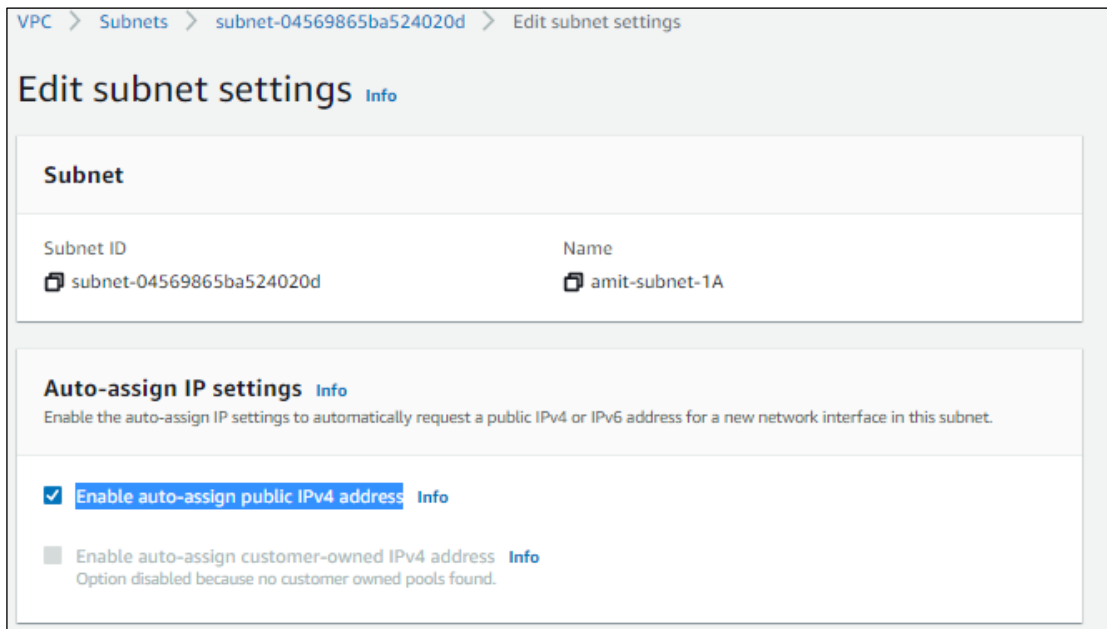 VPC > Subnets > subnet-04569865ba524020d > Edit subnet settings
Edit subnet settings Info
Subnet
Subnet ID
Name
subnet-04569865ba524020d
amit-subnet-1A
Auto-assign IP settings Info
Enable the auto-assign IP settings to automatically request a public IPv4 or IPv6 address for a new network interface in this subnet.
Enable auto-assign public IPv4 address Info
Enable auto-assign customer-owned IPv4 address Info
Option disabled because no customer owned pools found.